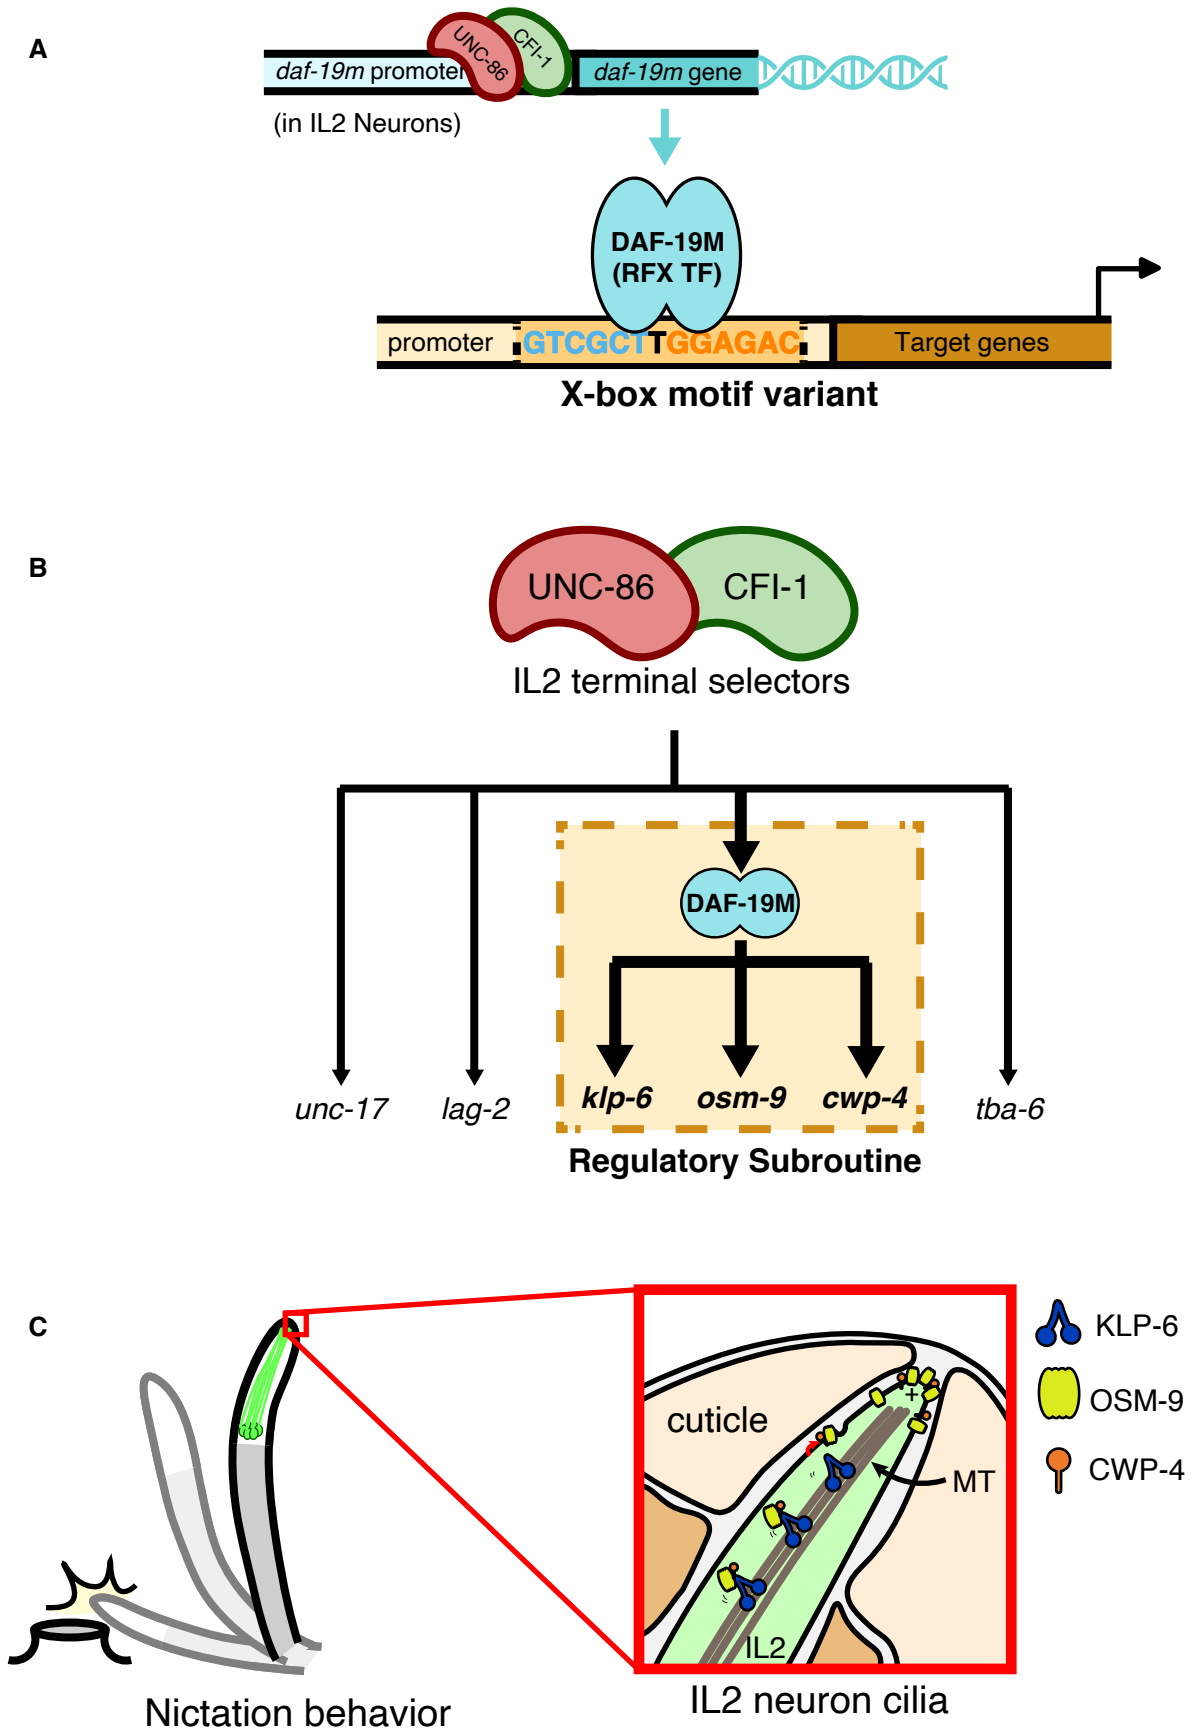 A
UNC-86
CFI-1
daf-19m promoter
daf-19m gene
(in IL2 Neurons)
DAF-19M
(RFX TF)
promoter
GTCGCTTGGAGAC
Target genes
X-box motif variant
B
UNC-86
CFI-1
IL2 terminal selectors
DAF-19M
unc-17
lag-2
klp-6
osm-9
cwp-4
tba-6
Regulatory Subroutine
C
cuticle
+
MT
IL2
KLP-6
OSM-9
CWP-4
Nictation behavior
IL2 neuron cilia